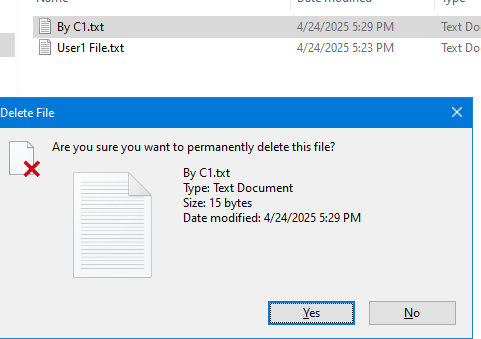 Name Date modified Type
By C1.txt 4/24/2025 5:29 PM Text Do
User1 File.txt 4/24/2025 5:23 PM Text Do
Delete File
Are you sure you want to permanently delete this file?
By C1.txt
Type: Text Document
Size: 15 bytes
Date modified: 4/24/2025 5:29 PM
Yes No